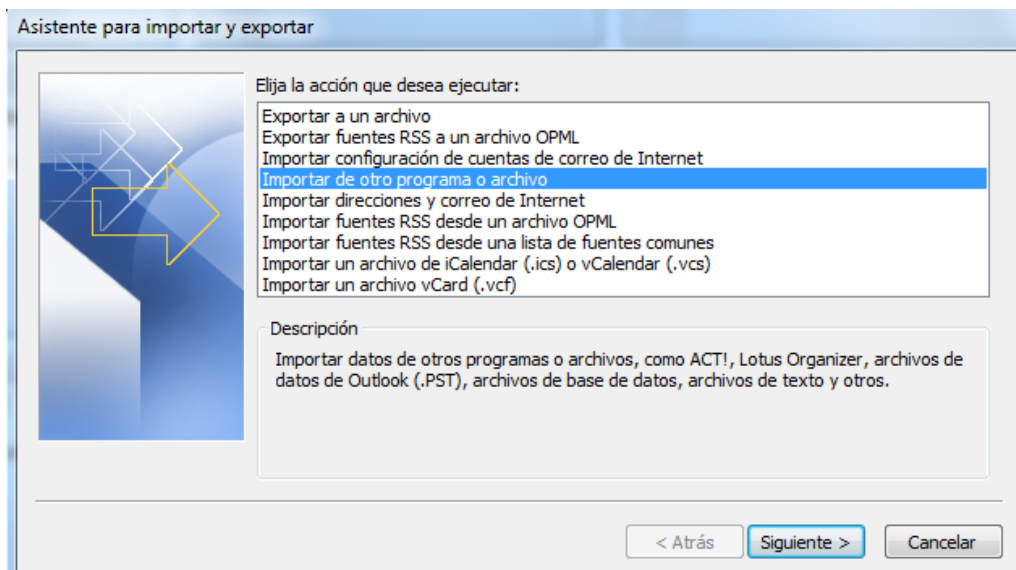 Asistente para importar y exportar
Elija la acción que desea ejecutar:
Exportar a un archivo
Exportar fuentes RSS a un archivo OPML
Importar configuración de cuentas de correo de Internet
Importar de otro programa o archivo
Importar direcciones y correo de Internet
Importar fuentes RSS desde un archivo OPML
Importar fuentes RSS desde una lista de fuentes comunes
Importar un archivo de iCalendar (.ics) o vCalendar (.vcs)
Importar un archivo vCard (.vcf)
Descripción
Importar datos de otros programas o archivos, como ACT!, Lotus Organizer, archivos de
datos de Outlook (.PST), archivos de base de datos, archivos de texto y otros.
< Atrás Siguiente > Cancelar